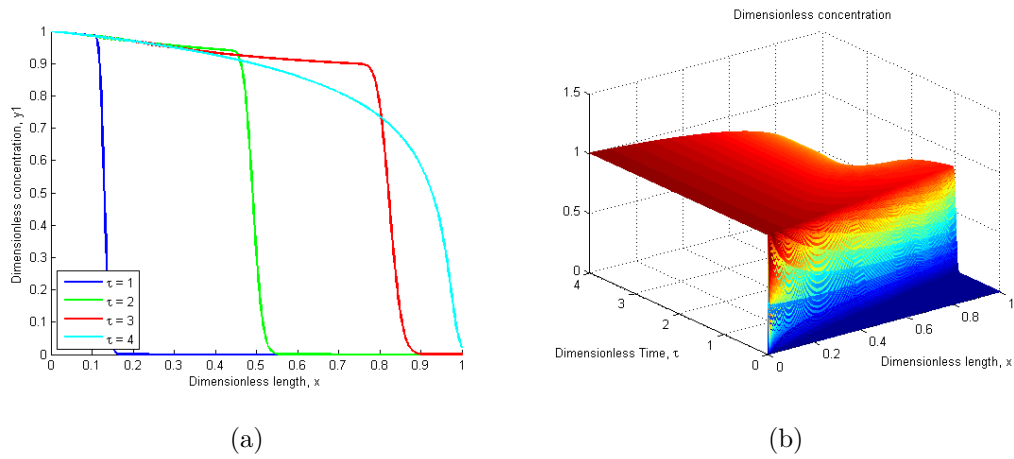 Dimensionless concentration, y1
1
0.9
0.8
0.7
0.6
0.5
0.4
0.3
0.2
0.1
0
τ = 1
τ = 2
τ = 3
τ = 4
0 0.1 0.2 0.3 0.4 0.5 0.6 0.7 0.8 0.9 1
Dimensionless length, x
(a)
Dimensionless concentration
1.5
1
0.5
0
4
3
2
1
0
Dimensionless Time, τ
0
0.2
0.4
0.6
0.8
1
Dimensionless length, x
(b)